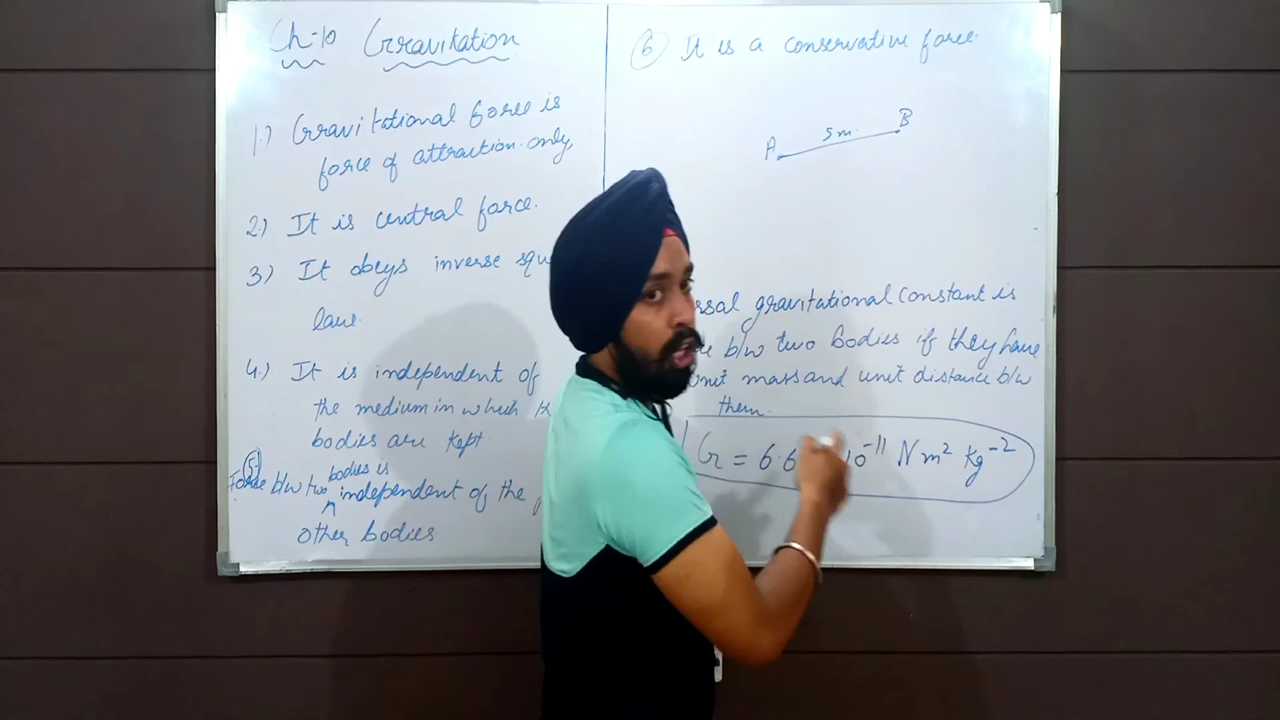 Ch-10 Gravitation
1.) Gravitational force is
force of attraction only,
2.) It is central force.
3) It obeys inverse squ
law.
4.) It is independent of
the medium in which
bodies are kept.
(5.)
Force b/w two bodies is independent of the
other bodies
(6) It is a conservative force.
A 5m. B
rsal gravitational constant is
b/w two bodies if they have
unit mass and unit distance b/w
them.
G = 6.6 10⁻¹¹ N m² Kg⁻²